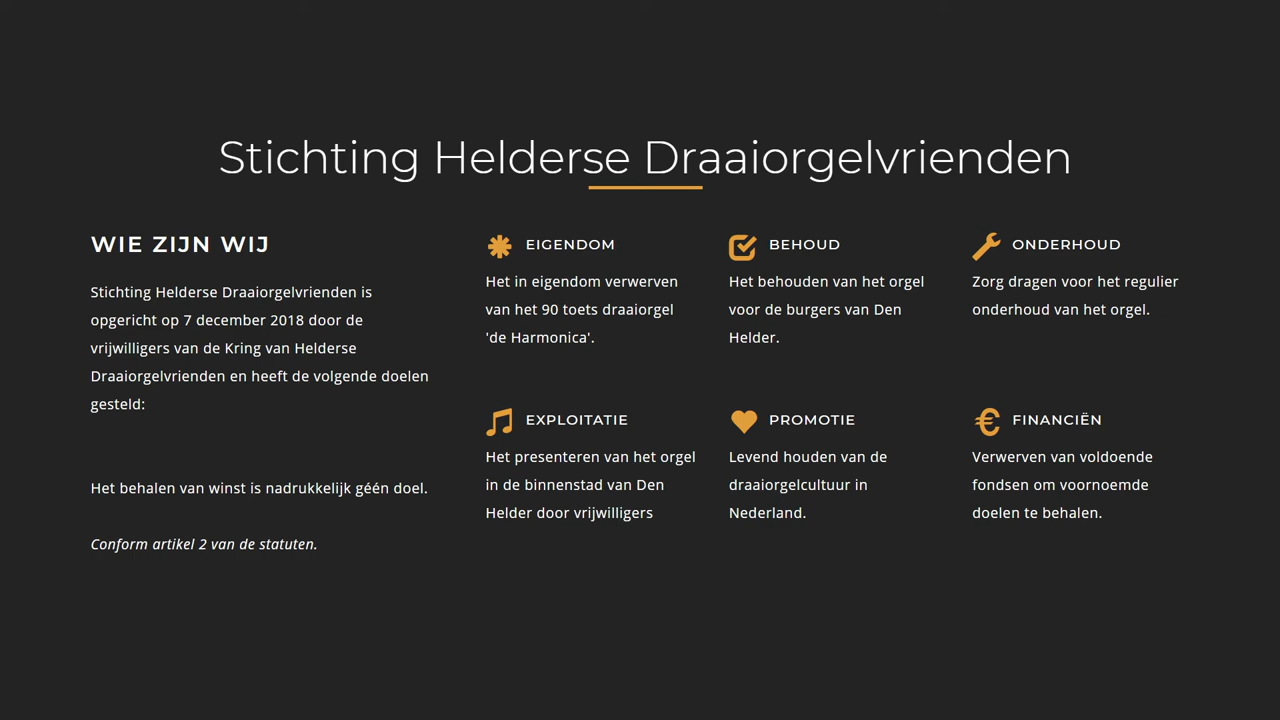 Stichting Helderse Draaiorgelvrienden
WIE ZIJN WIJ
Stichting Helderse Draaiorgelvrienden is
opgericht op 7 december 2018 door de
vrijwilligers van de Kring van Helderse
Draaiorgelvrienden en heeft de volgende doelen
gesteld:
Het behalen van winst is nadrukkelijk géén doel.
Conform artikel 2 van de statuten.
EIGENDOM
Het in eigendom verwerven
van het 90 toets draaiorgel
'de Harmonica'.
BEHOUD
Het behouden van het orgel
voor de burgers van Den
Helder.
ONDERHOUD
Zorg dragen voor het regulier
onderhoud van het orgel.
EXPLOITATIE
Het presenteren van het orgel
in de binnenstad van Den
Helder door vrijwilligers
PROMOTIE
Levend houden van de
draaiorgelcultuur in
Nederland.
FINANCIËN
Verwerven van voldoende
fondsen om voornoemde
doelen te behalen.